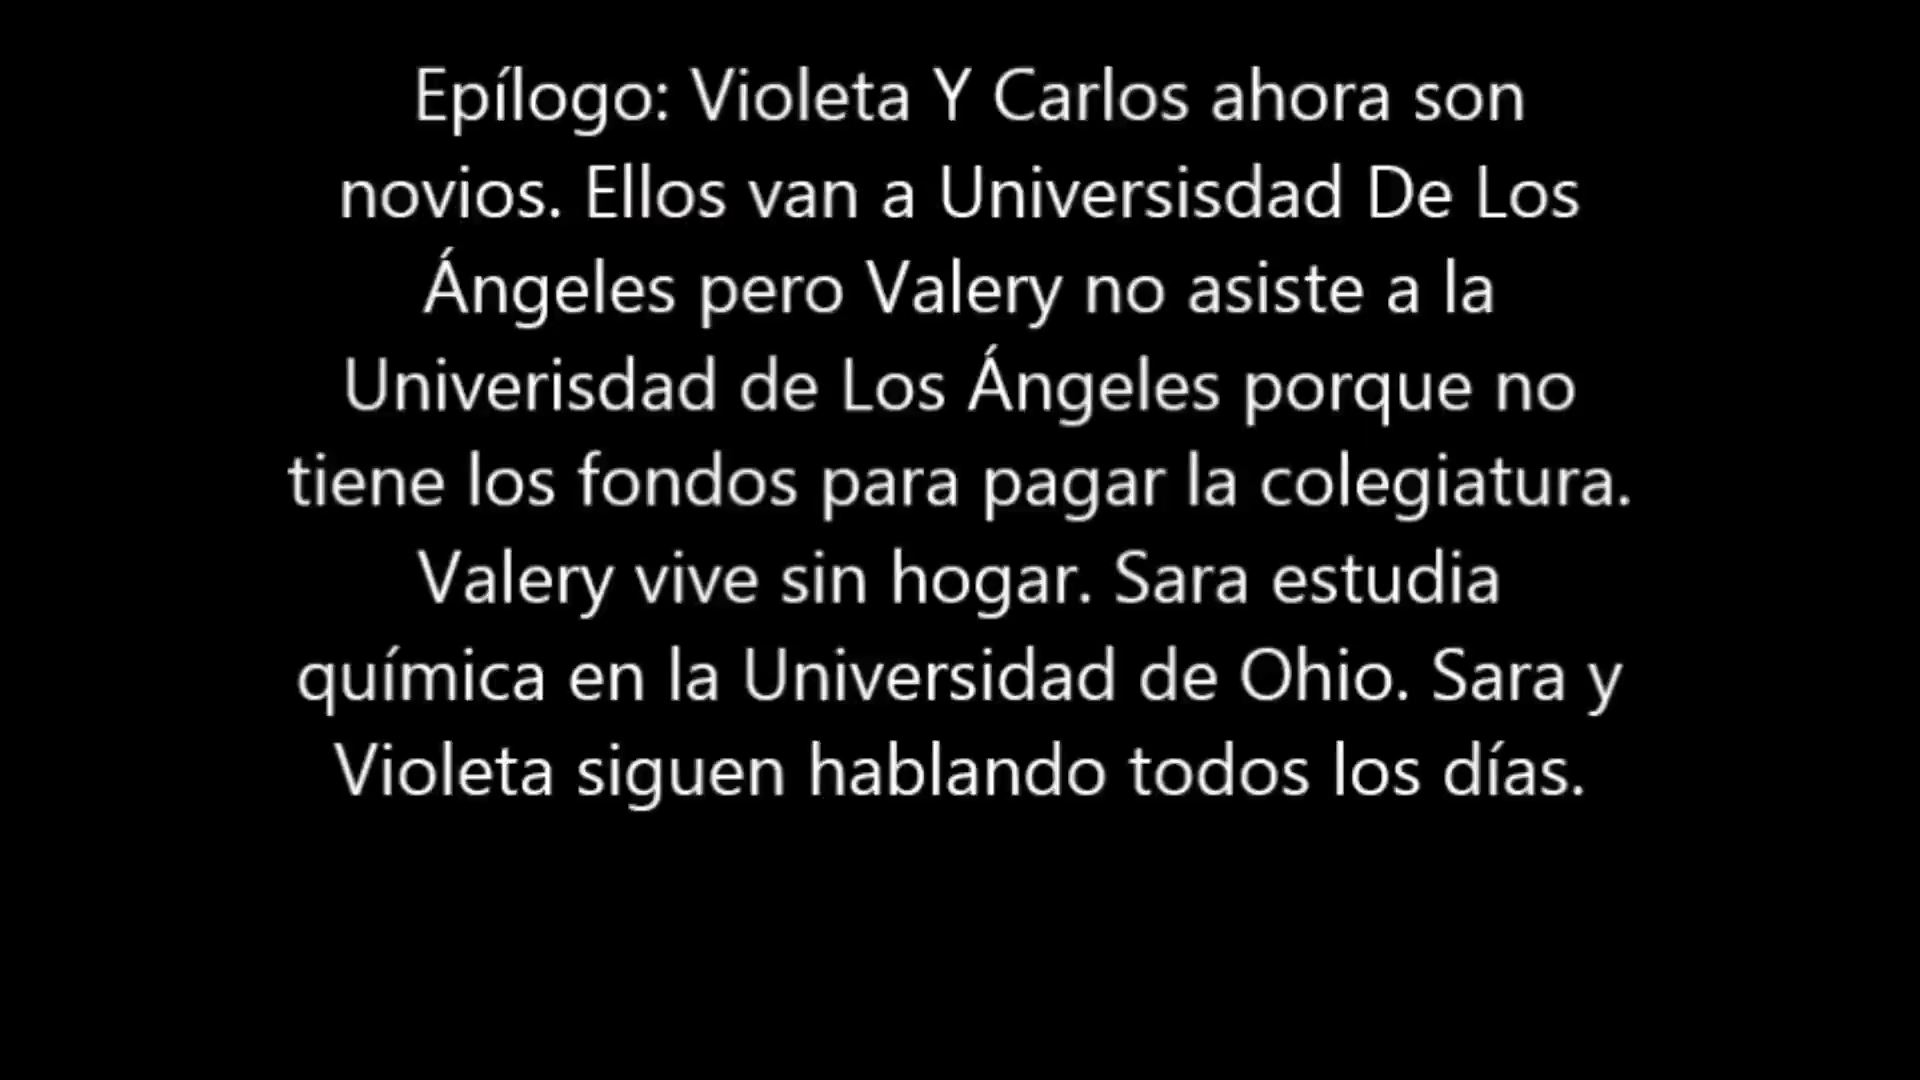 Epílogo: Violeta Y Carlos ahora son
novios. Ellos van a Universisdad De Los
Ángeles pero Valery no asiste a la
Univerisdad de Los Ángeles porque no
tiene los fondos para pagar la colegiatura.
Valery vive sin hogar. Sara estudia
química en la Universidad de Ohio. Sara y
Violeta siguen hablando todos los días.